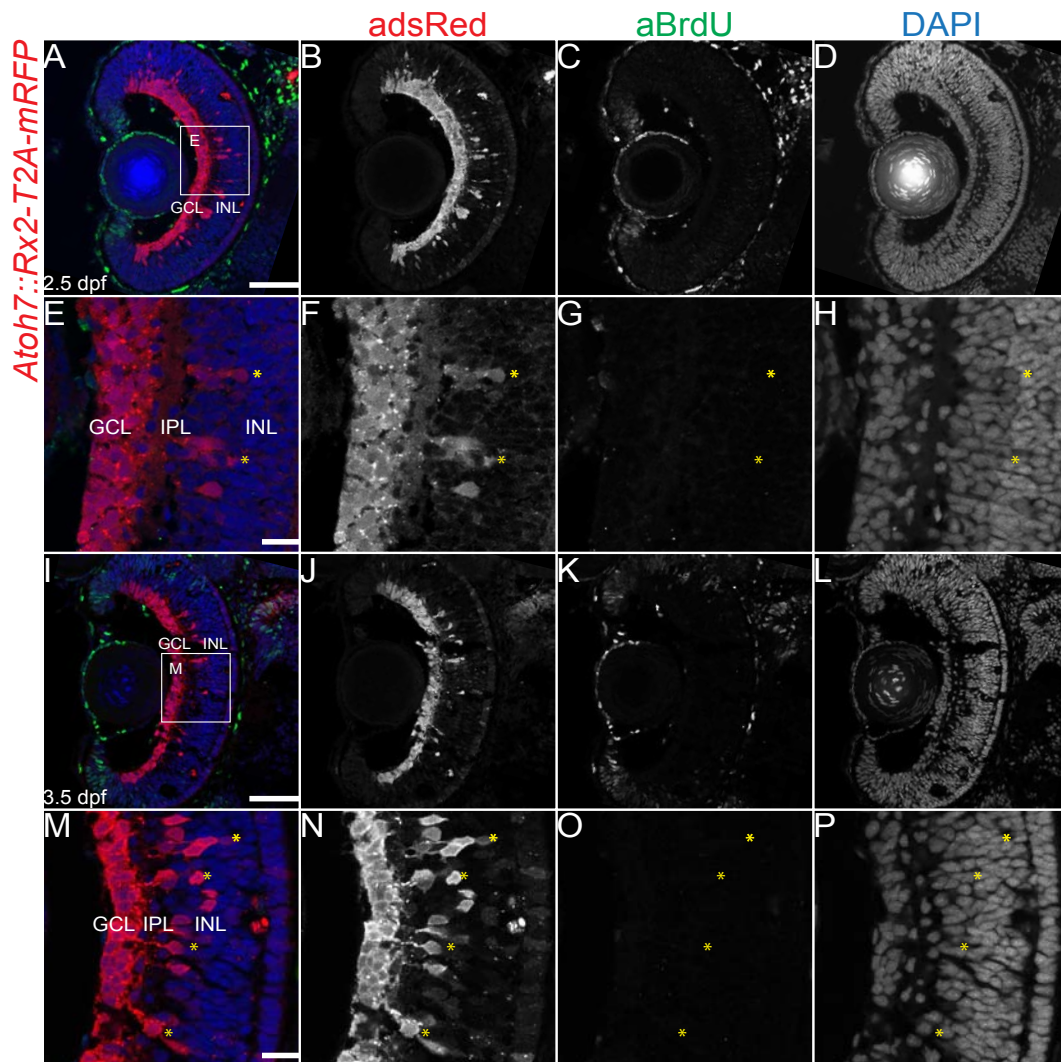 adsRed aBrdU DAPI
Atoh7::Rx2-T2A-mRFP
A B C D
E
GCL INL
2.5 dpf
E F G H
* * * *
GCL IPL INL
* * * *
I J K L
GCL INL
M
3.5 dpf
M N O P
* * * *
* * * *
GCL IPL INL
* * * *
* * * *